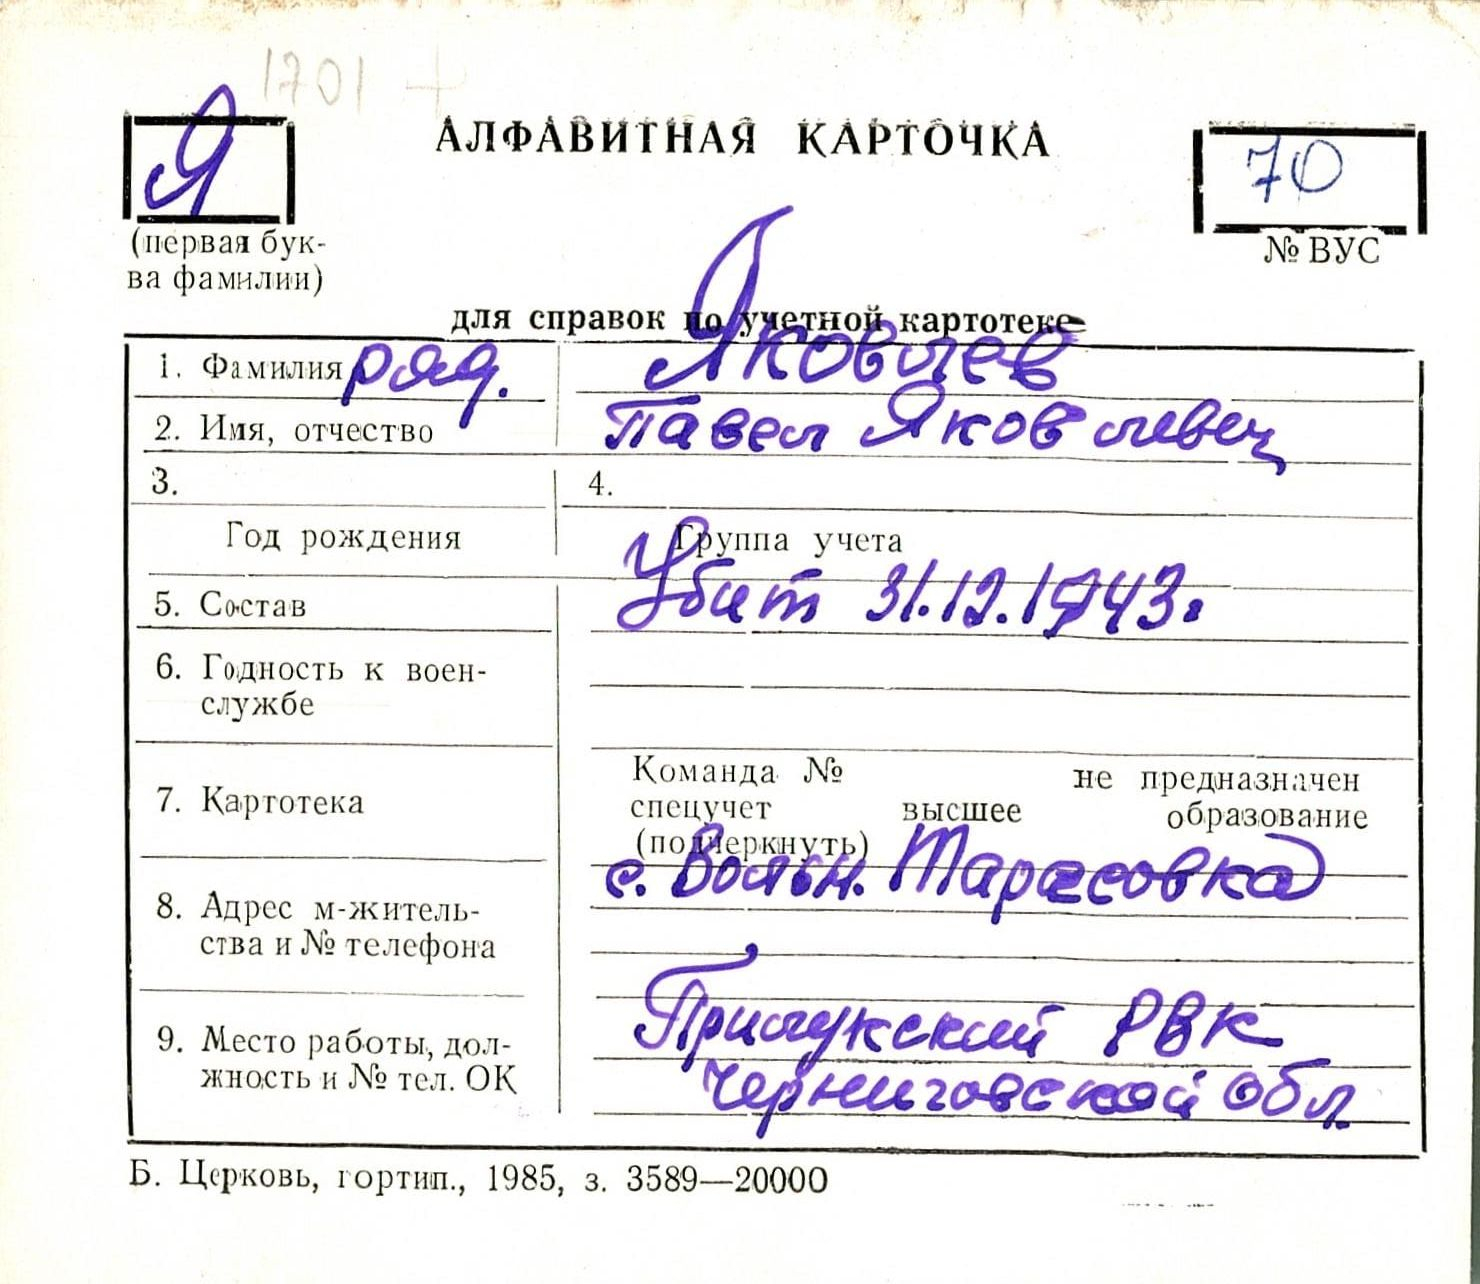 1701 +
Я
АЛФАВИТНАЯ КАРТОЧКА
70
(первая бук-
ва фамилии)
№ ВУС
для справок по учетной картотеке
1. Фамилия ряд. Яковлев
2. Имя, отчество Павел Яковлевич
3. 4.
Год рождения Группа учета
5. Состав Убит 31.12.1943г.
6. Годность к воен-
службе
7. Картотека
Команда № не предназначен
спецучет высшее образование
(подчеркнуть)
8. Адрес м-житель-
ства и № телефона
с. Вольн. Тарасовка
9. Место работы, дол-
жность и № тел. ОК
Прилукский РВК
Черниговской обл.
Б. Церковь, гортип., 1985, з. 3589—20000